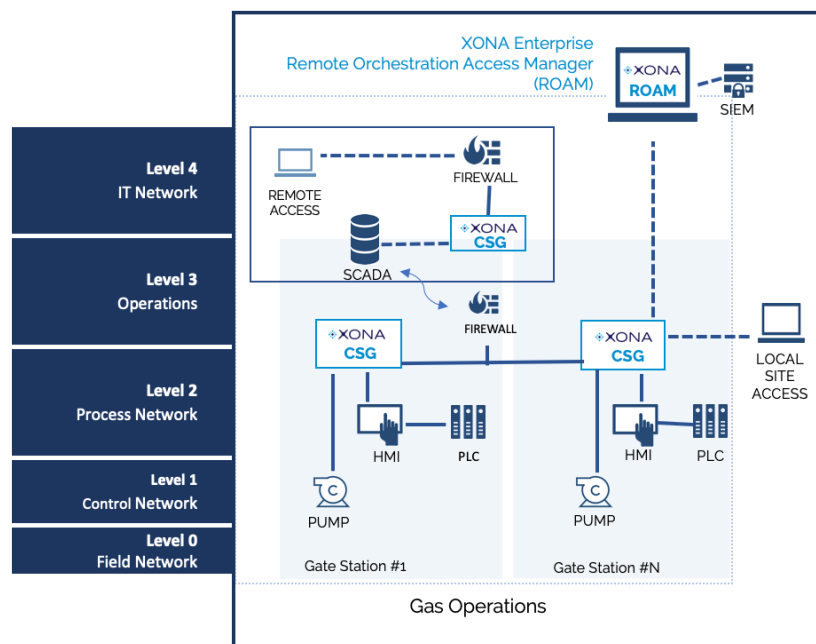 XONA Enterprise
Remote Orchestration Access Manager
(ROAM)
XONA
ROAM
SIEM
Level 4
IT Network
REMOTE
ACCESS
FIREWALL
XONA
CSG
SCADA
Level 3
Operations
FIREWALL
XONA
CSG
XONA
CSG
LOCAL
SITE
ACCESS
Level 2
Process Network
HMI
PLC
HMI
PLC
Level 1
Control Network
C
PUMP
C
PUMP
Level 0
Field Network
Gate Station #1
Gate Station #N
Gas Operations